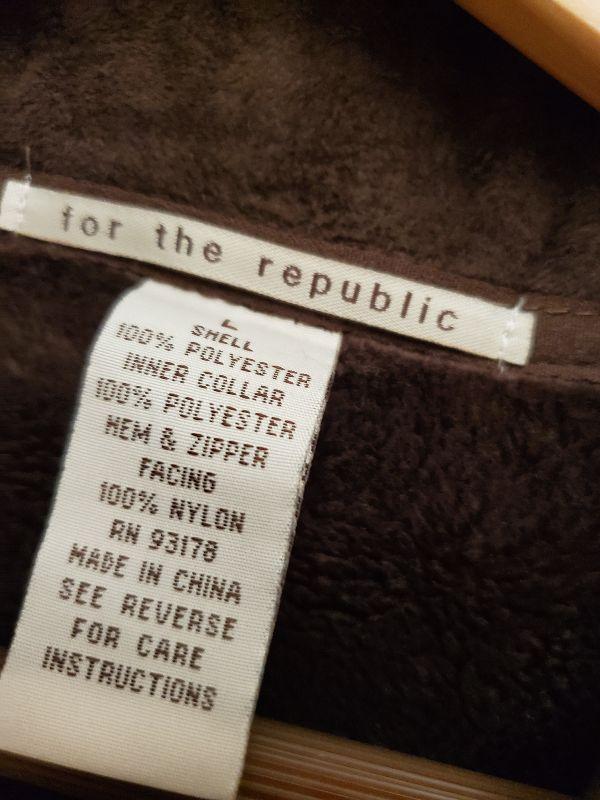 for the republic
L
SHELL
100% POLYESTER
INNER COLLAR
100% POLYESTER
HEM & ZIPPER
FACING
100% NYLON
RN 93178
MADE IN CHINA
SEE REVERSE
FOR CARE
INSTRUCTIONS